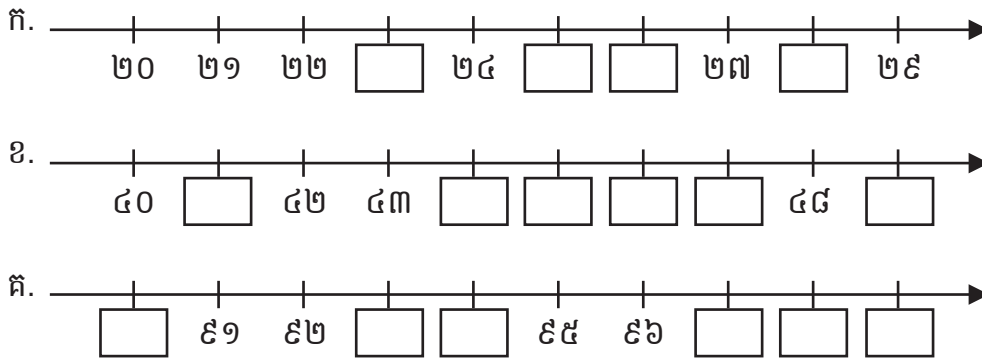 ក. ២០ ២១ ២២ ២៤ ២៧ ២៩
ខ. ៤០ ៤២ ៤៣ ៤៨
គ. ៩១ ៩២ ៩៥ ៩៦